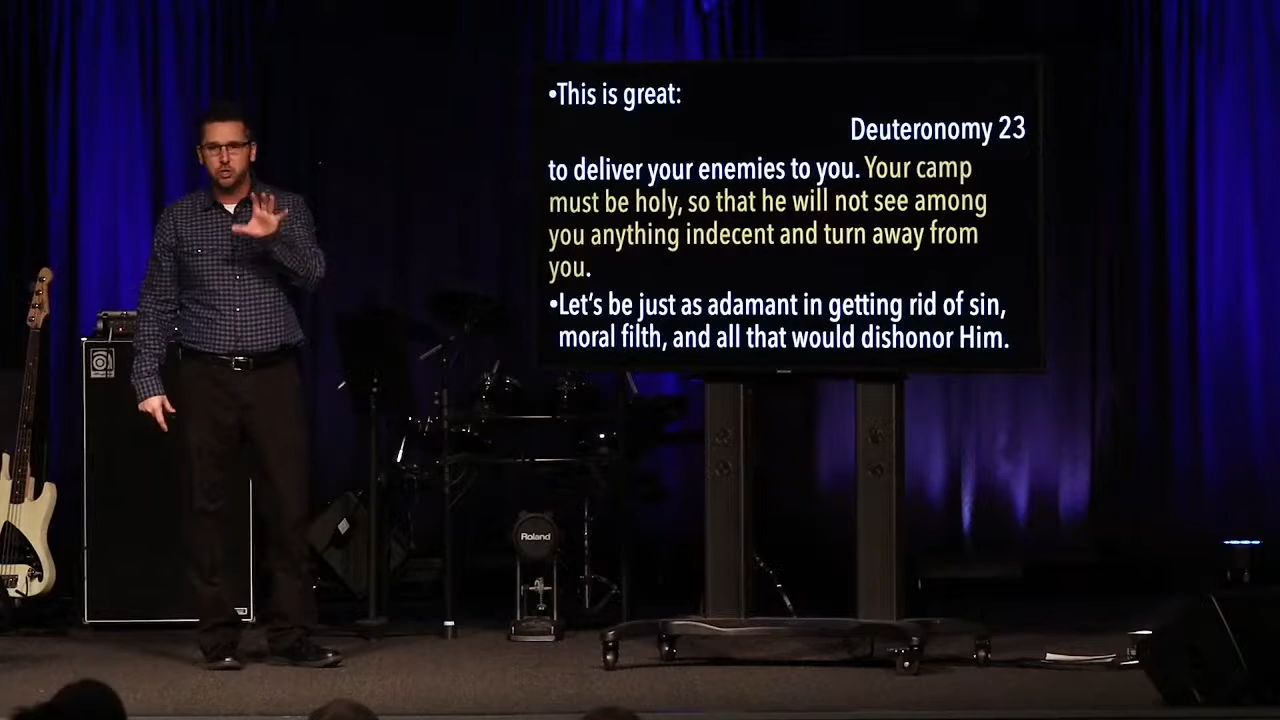 •This is great:
Deuteronomy 23
to deliver your enemies to you. Your camp
must be holy, so that he will not see among
you anything indecent and turn away from
you.
•Let's be just as adamant in getting rid of sin,
moral filth, and all that would dishonor Him.
Roland